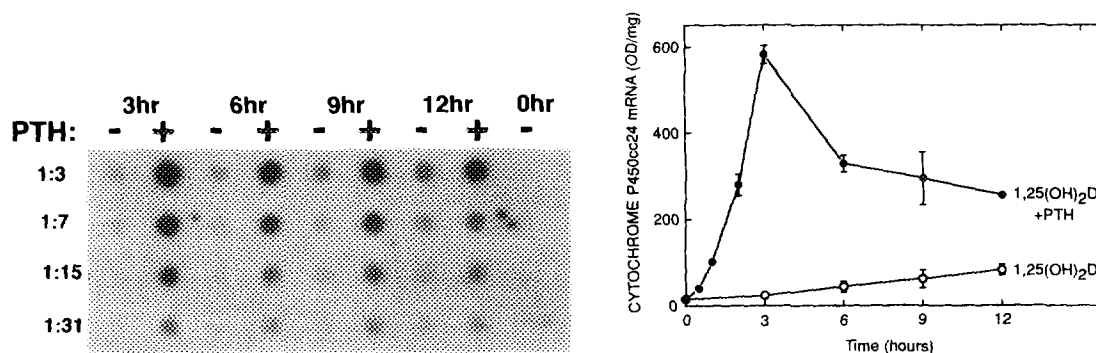 3hr 6hr 9hr 12hr 0hr
PTH: - + - + - + - + -
1:3
1:7
1:15
1:31
CYTOCHROME P450cc24 mRNA (OD/mg)
600
400
200
0
0 3 6 9 12
Time (hours)
1,25(OH)₂D
+PTH
1,25(OH)₂D